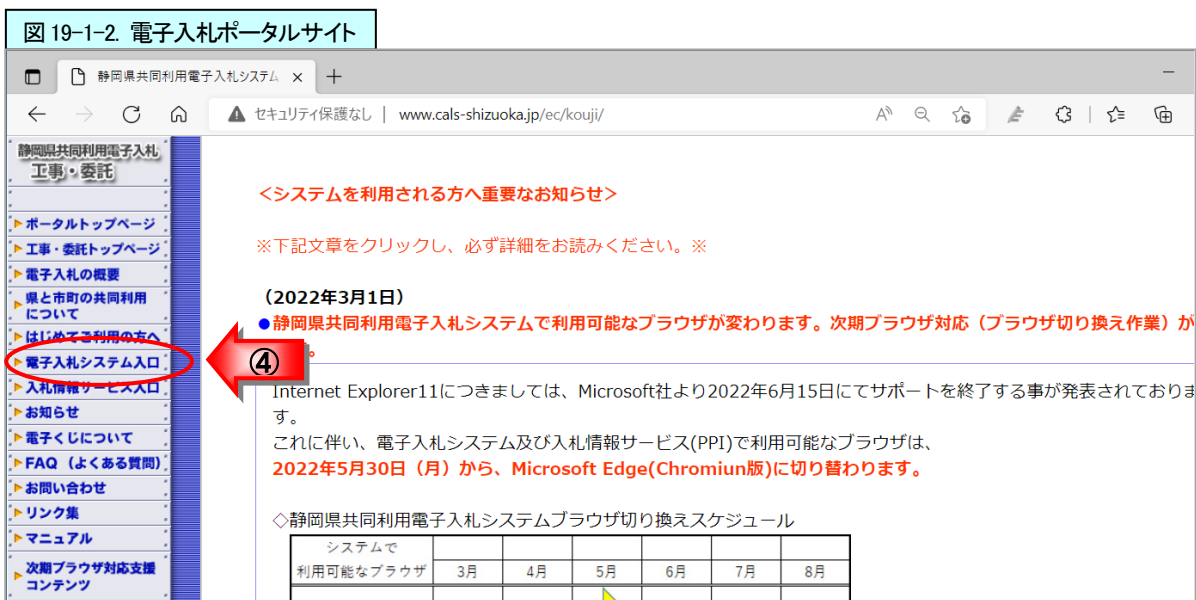 図 19-1-2. 電子入札ポータルサイト
静岡県共同利用電子入札システム
セキュリティ保護なし | www.cals-shizuoka.jp/ec/kouji/
静岡県共同利用電子入札
工事・委託
ポータルトップページ
工事・委託トップページ
電子入札の概要
県と市町の共同利用
について
はじめてご利用の方へ
電子入札システム入口
入札情報サービス入口
お知らせ
電子くじについて
FAQ（よくある質問）
お問い合わせ
リンク集
マニュアル
次期ブラウザ対応支援
コンテンツ
④
＜システムを利用される方へ重要なお知らせ＞
※下記文章をクリックし、必ず詳細をお読みください。※
（2022年3月1日）
●静岡県共同利用電子入札システムで利用可能なブラウザが変わります。次期ブラウザ対応（ブラウザ切り換え作業）が
。
Internet Explorer11につきましては、Microsoft社より2022年6月15日にてサポートを終了する事が発表されておりま
す。
これに伴い、電子入札システム及び入札情報サービス(PPI)で利用可能なブラウザは、
2022年5月30日（月）から、Microsoft Edge(Chromiun版)に切り替わります。
◇静岡県共同利用電子入札システムブラウザ切り換えスケジュール
システムで
利用可能なブラウザ 3月 4月 5月 6月 7月 8月